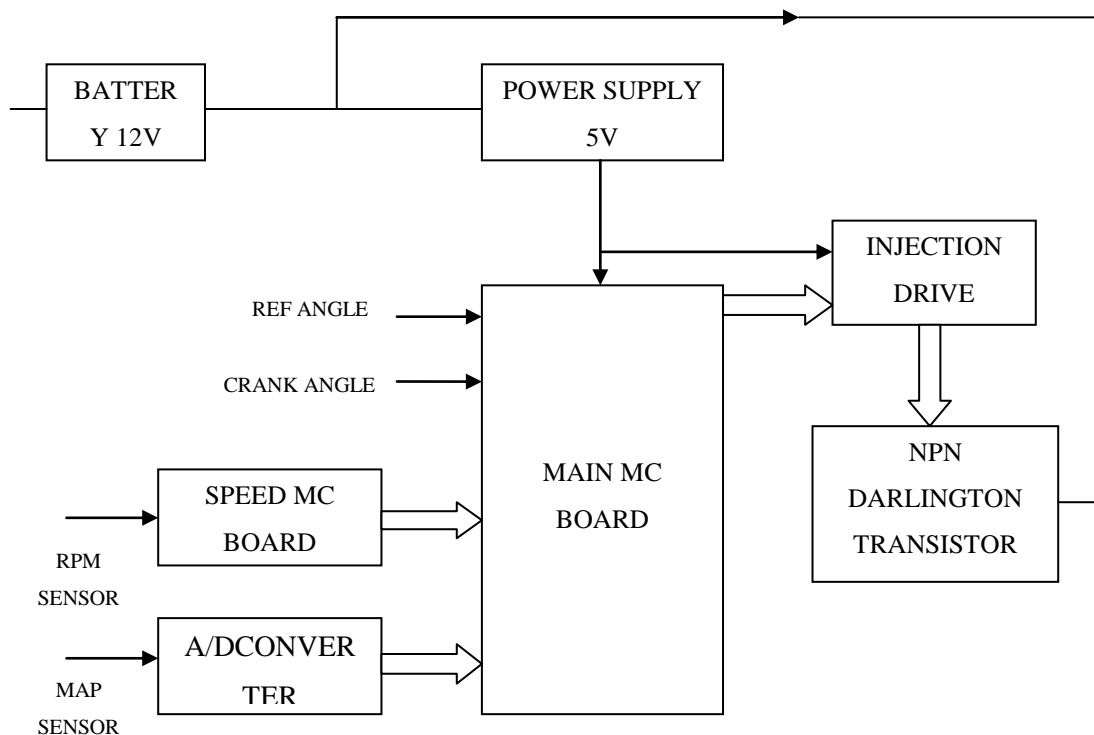 BATTER
Y 12V
POWER SUPPLY
5V
INJECTION
DRIVE
REF ANGLE
CRANK ANGLE
MAIN MC
BOARD
NPN
DARLINGTON
TRANSISTOR
SPEED MC
BOARD
RPM
SENSOR
A/DCONVER
TER
MAP
SENSOR